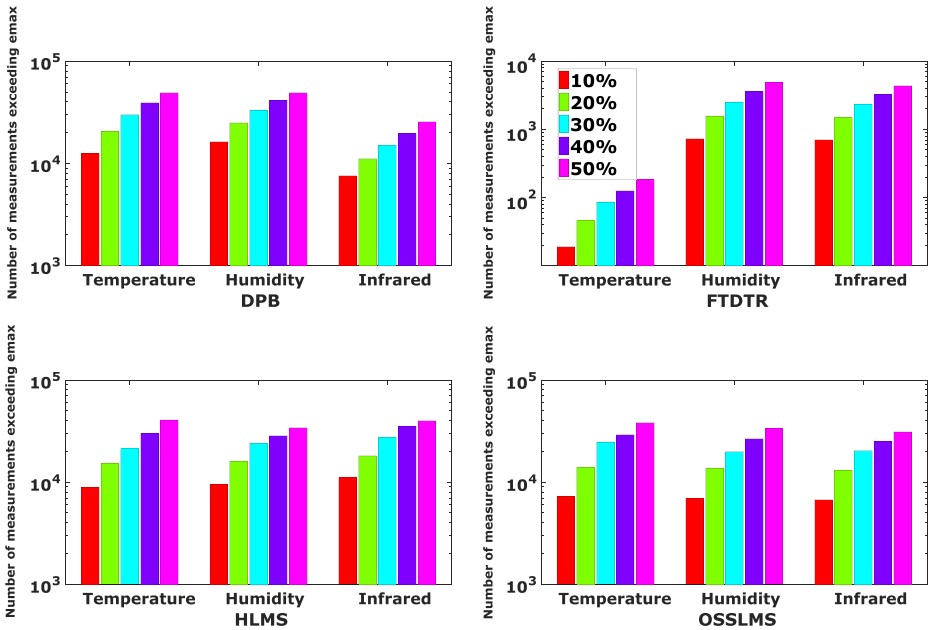 Number of measurements exceeding emax
10^5
10^4
10^3
Temperature Humidity Infrared
DPB
Number of measurements exceeding emax
10^4
10^3
10^2
10%
20%
30%
40%
50%
Temperature Humidity Infrared
FTDTR
Number of measurements exceeding emax
10^5
10^4
10^3
Temperature Humidity Infrared
HLMS
Number of measurements exceeding emax
10^5
10^4
10^3
Temperature Humidity Infrared
OSSLMS